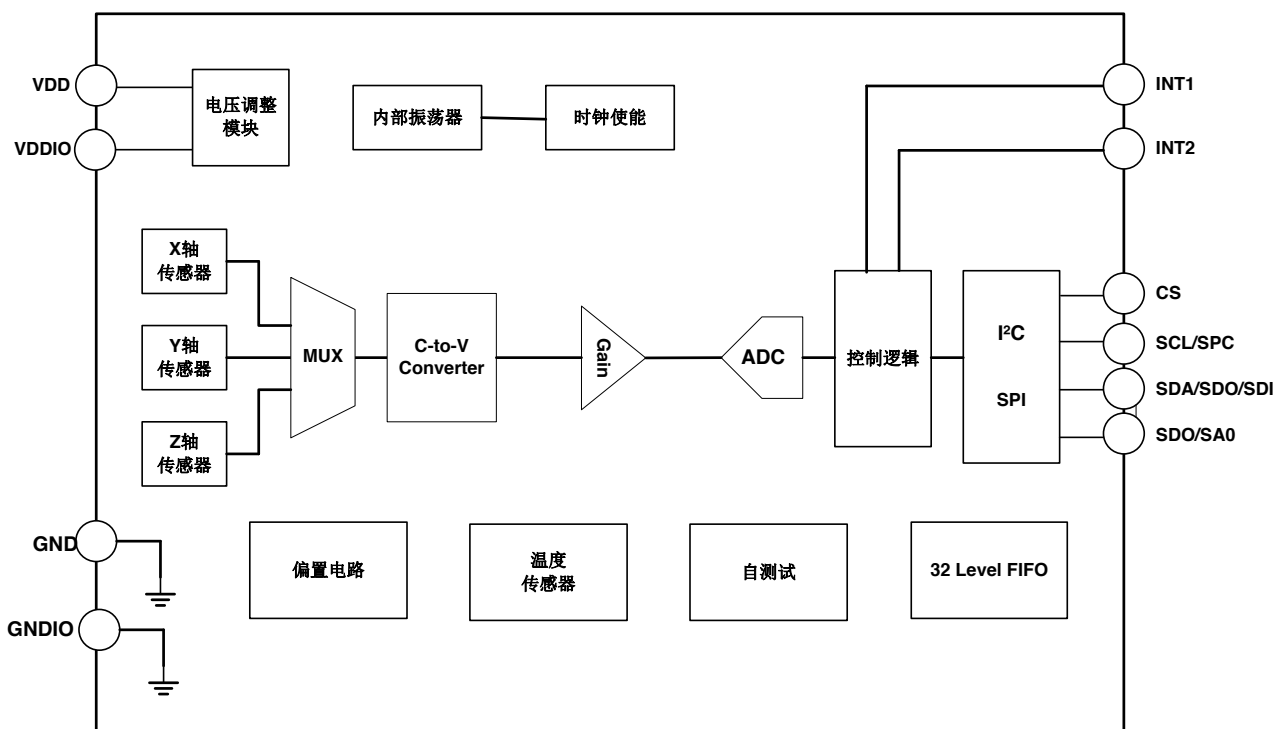 VDD
VDDIO
电压调整
模块
内部振荡器
时钟使能
INT1
INT2
X轴
传感器
Y轴
传感器
Z轴
传感器
MUX
C-to-V
Converter
Gain
ADC
控制逻辑
I²C
SPI
CS
SCL/SPC
SDA/SDO/SDI
SDO/SA0
GND
GNDIO
偏置电路
温度
传感器
自测试
32 Level FIFO